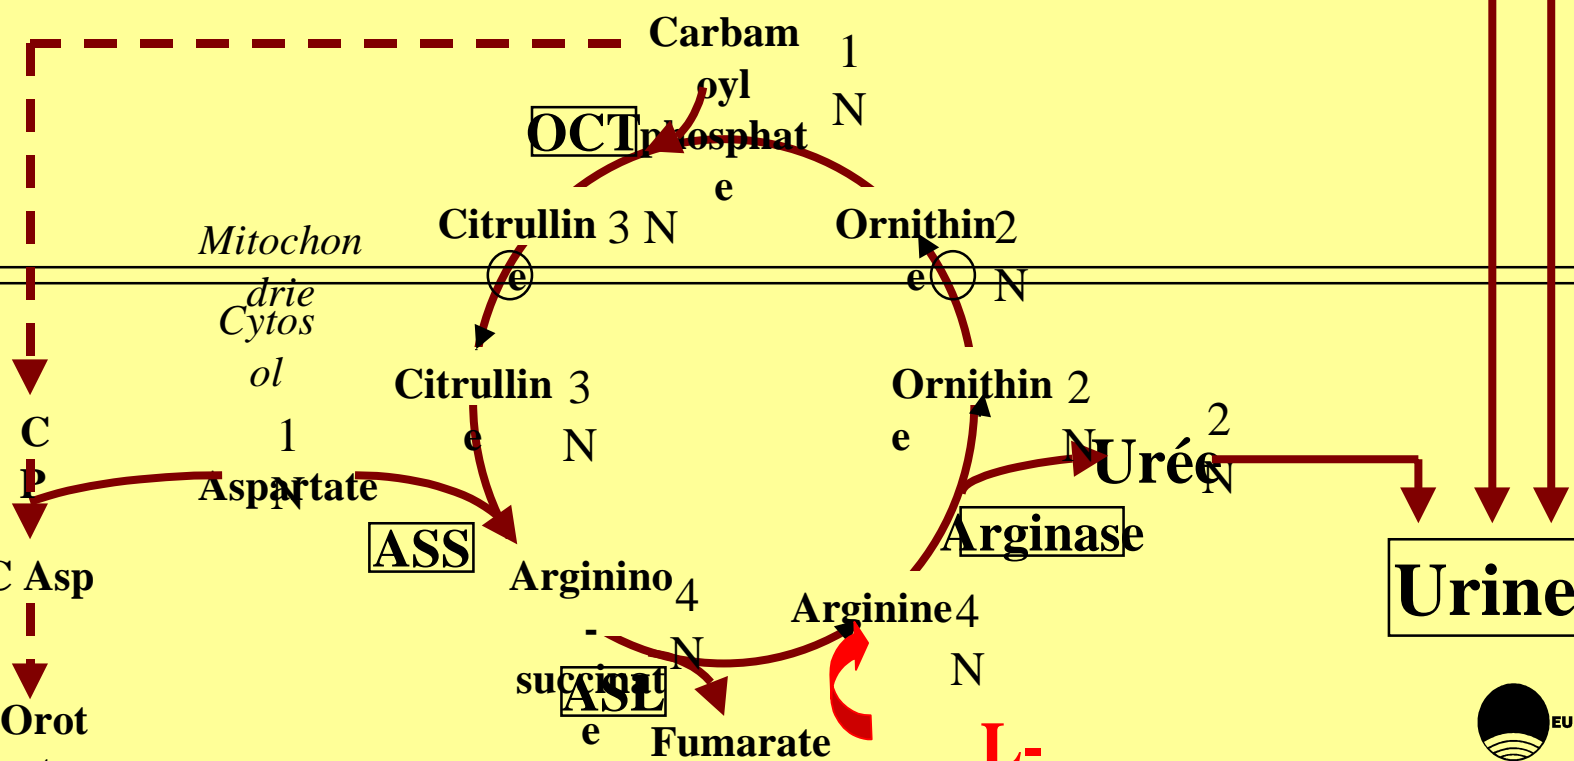 Carbam
oyl
phosphat
e
1
N
OCT
Citrullin
e
3 N
Ornithin
e
2
N
Mitochon
drie
Cytos
ol
Citrullin
e
3
N
Ornithin
e
2
N
C
P
1
N
Aspartate
Urée
2
N
ASS
Arginase
C Asp
Arginino
-
succinat
e
4
N
Arginine
4
N
Urine
ASL
Fumarate
Orot
L-
EU